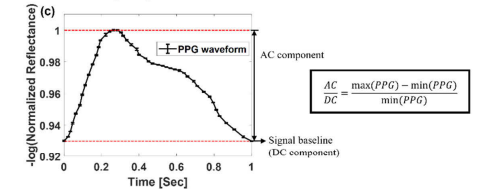 (c)
-log(Normalized Reflectance)
1
0.98
0.96
0.94
0.92
0
0.2
0.4
0.6
0.8
1
Time [Sec]
PPG waveform
AC component
Signal baseline
(DC component)
AC/DC = max(PPG) − min(PPG) / min(PPG)